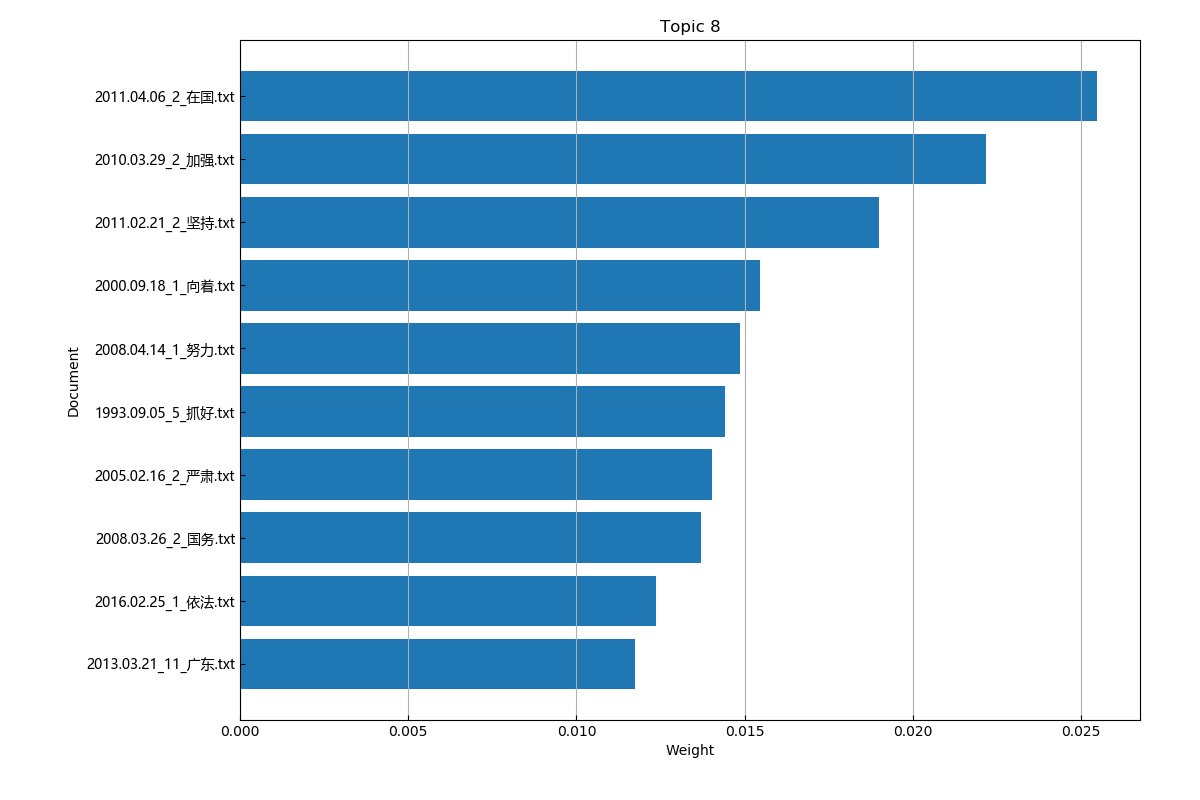 Topic 8
2011.04.06_2_在国.txt
2010.03.29_2_加强.txt
2011.02.21_2_坚持.txt
2000.09.18_1_向着.txt
2008.04.14_1_努力.txt
1993.09.05_5_抓好.txt
2005.02.16_2_严肃.txt
2008.03.26_2_国务.txt
2016.02.25_1_依法.txt
2013.03.21_11_广东.txt
Document
0.000 0.005 0.010 0.015 0.020 0.025
Weight